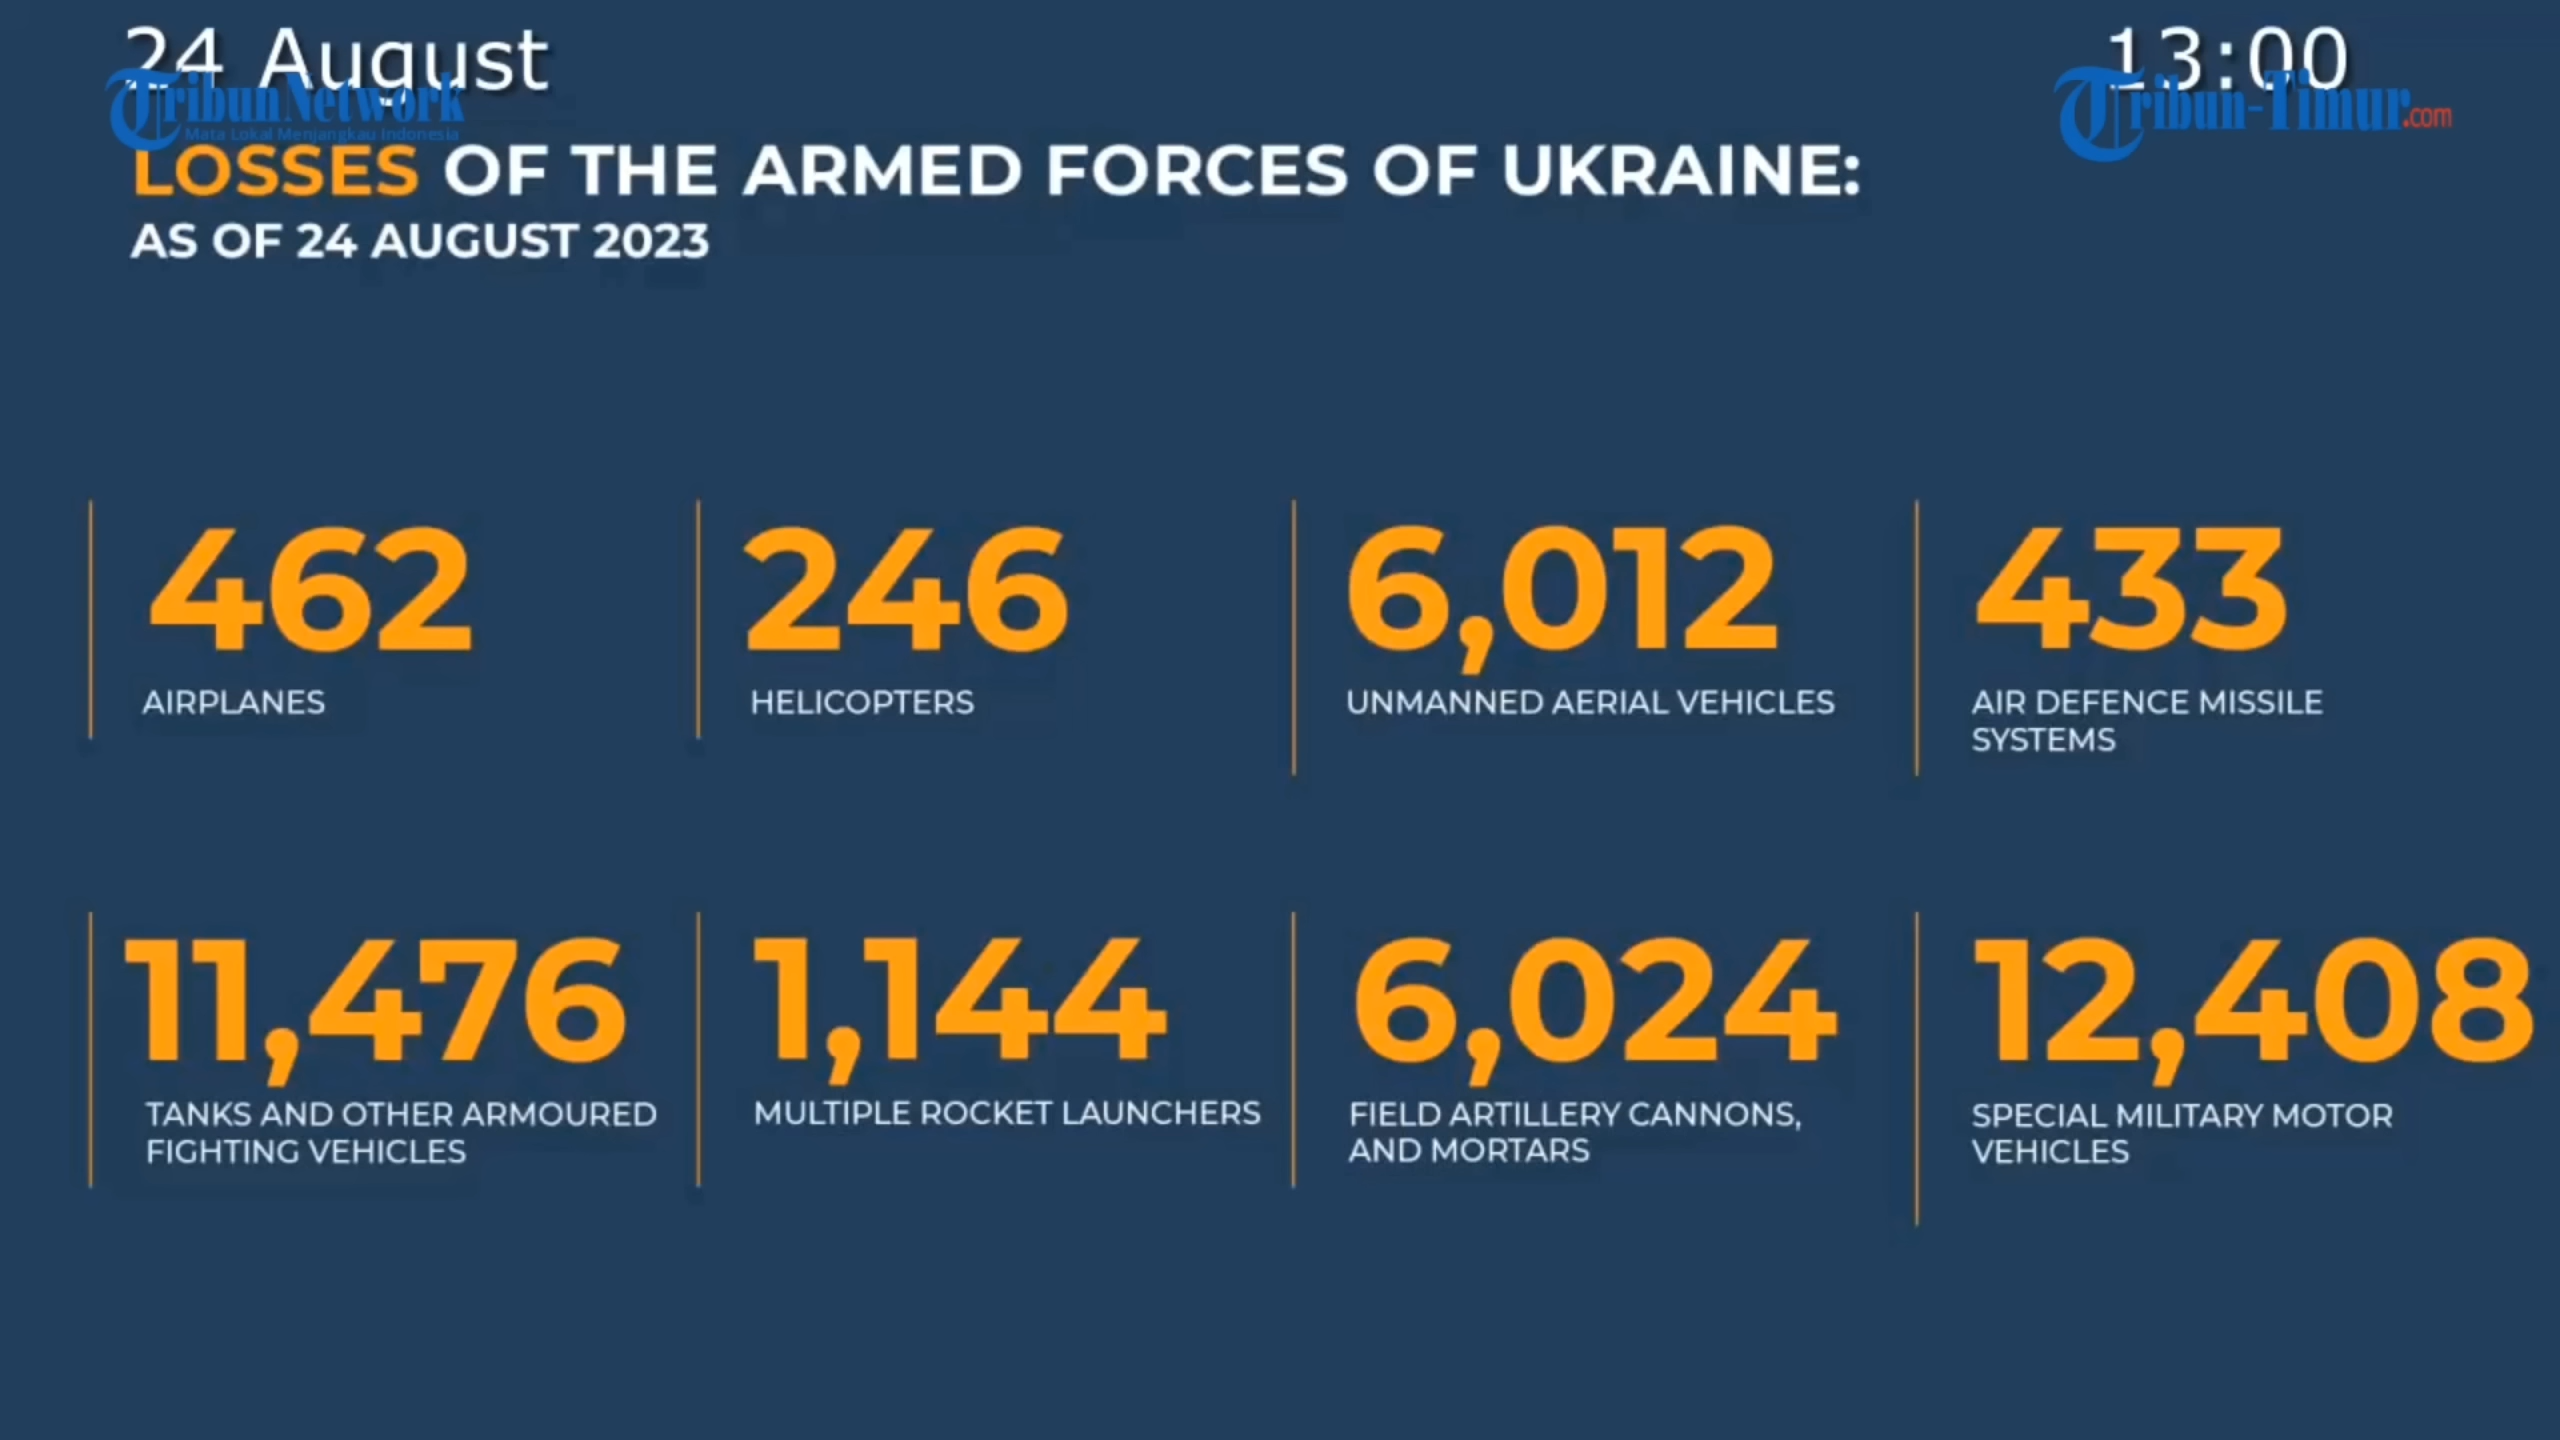 24 August
13:00
TribunNetwork
Mata Lokal Menjangkau Indonesia
Tribun-Timur.com
LOSSES OF THE ARMED FORCES OF UKRAINE:
AS OF 24 AUGUST 2023
462
AIRPLANES
246
HELICOPTERS
6,012
UNMANNED AERIAL VEHICLES
433
AIR DEFENCE MISSILE
SYSTEMS
11,476
TANKS AND OTHER ARMOURED
FIGHTING VEHICLES
1,144
MULTIPLE ROCKET LAUNCHERS
6,024
FIELD ARTILLERY CANNONS,
AND MORTARS
12,408
SPECIAL MILITARY MOTOR
VEHICLES